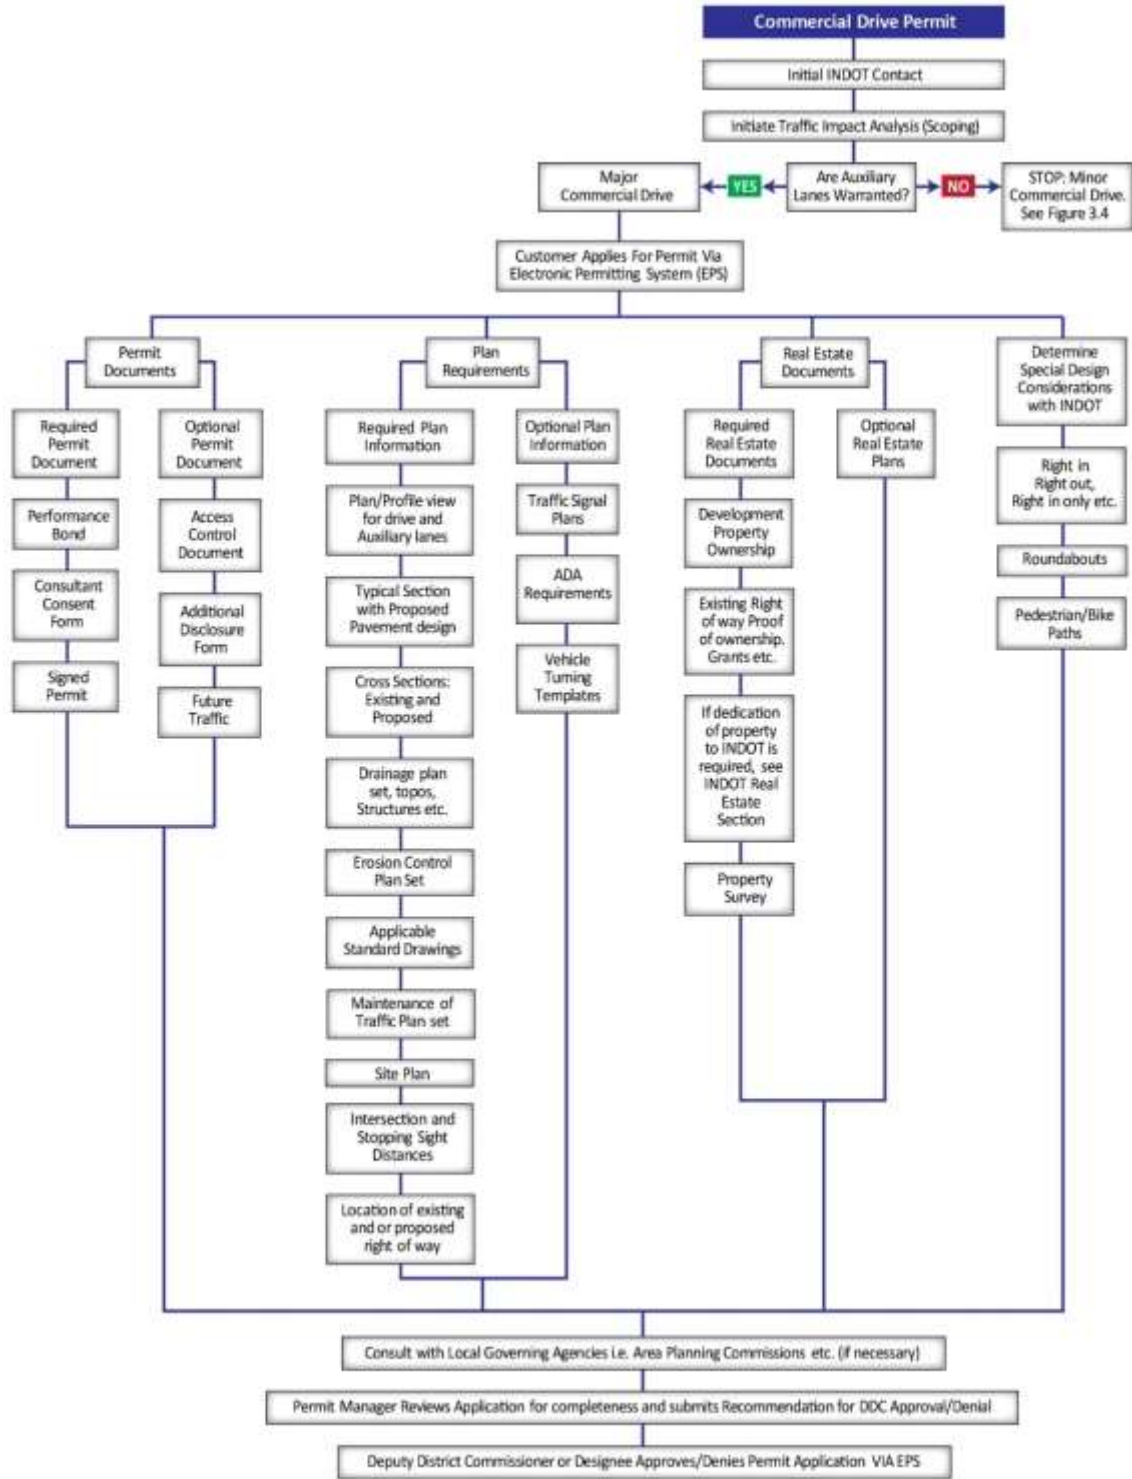 Commercial Drive Permit
Initial INDOT Contact
Initiate Traffic Impact Analysis (Scoping)
Major
Commercial Drive
YES
Are Auxiliary
Lanes Warranted?
NO
STOP: Minor
Commercial Drive.
See Figure 3.4
Customer Applies For Permit Via
Electronic Permitting System (EPS)
Permit
Documents
Required
Permit
Document
Performance
Bond
Consultant
Consent
Form
Signed
Permit
Optional
Permit
Document
Access
Control
Document
Additional
Disclosure
Form
Future
Traffic
Plan
Requirements
Required Plan
Information
Plan/Profile view
for drive and
Auxiliary lanes
Typical Section
with Proposed
Pavement design
Cross Sections:
Existing and
Proposed
Drainage plan
set, topos,
Structures etc.
Erosion Control
Plan Set
Applicable
Standard Drawings
Maintenance of
Traffic Plan set
Site Plan
Intersection and
Stopping Sight
Distances
Location of existing
and or proposed
right of way
Optional Plan
Information
Traffic Signal
Plans
ADA
Requirements
Vehicle
Turning
Templates
Real Estate
Documents
Required
Real Estate
Documents
Development
Property
Ownership
Existing Right
of way Proof
of ownership.
Grants etc.
If dedication
of property
to INDOT is
required, see
INDOT Real
Estate
Section
Property
Survey
Optional
Real Estate
Plans
Determine
Special Design
Considerations
with INDOT
Right in
Right out,
Right in only etc.
Roundabouts
Pedestrian/Bike
Paths
Consult with Local Governing Agencies i.e. Area Planning Commissions etc. (if necessary)
Permit Manager Reviews Application for completeness and submits Recommendation for DDC Approval/Denial
Deputy District Commissioner or Designee Approves/Denies Permit Application VIA EPS